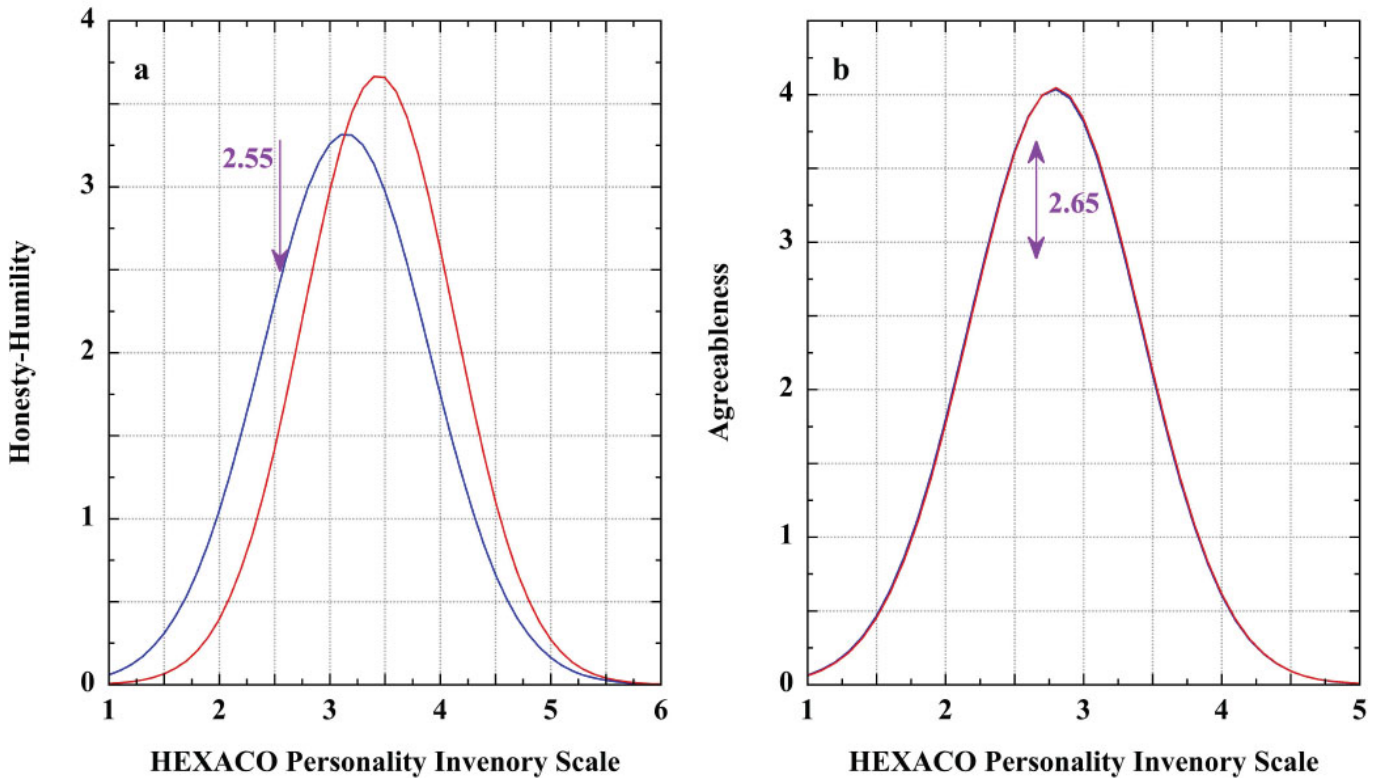 a
4
3
2
1
0
2.55
Honesty-Humility
1 2 3 4 5 6
HEXACO Personality Invenory Scale
b
4
3
2
1
0
2.65
Agreeableness
1 2 3 4 5
HEXACO Personality Invenory Scale